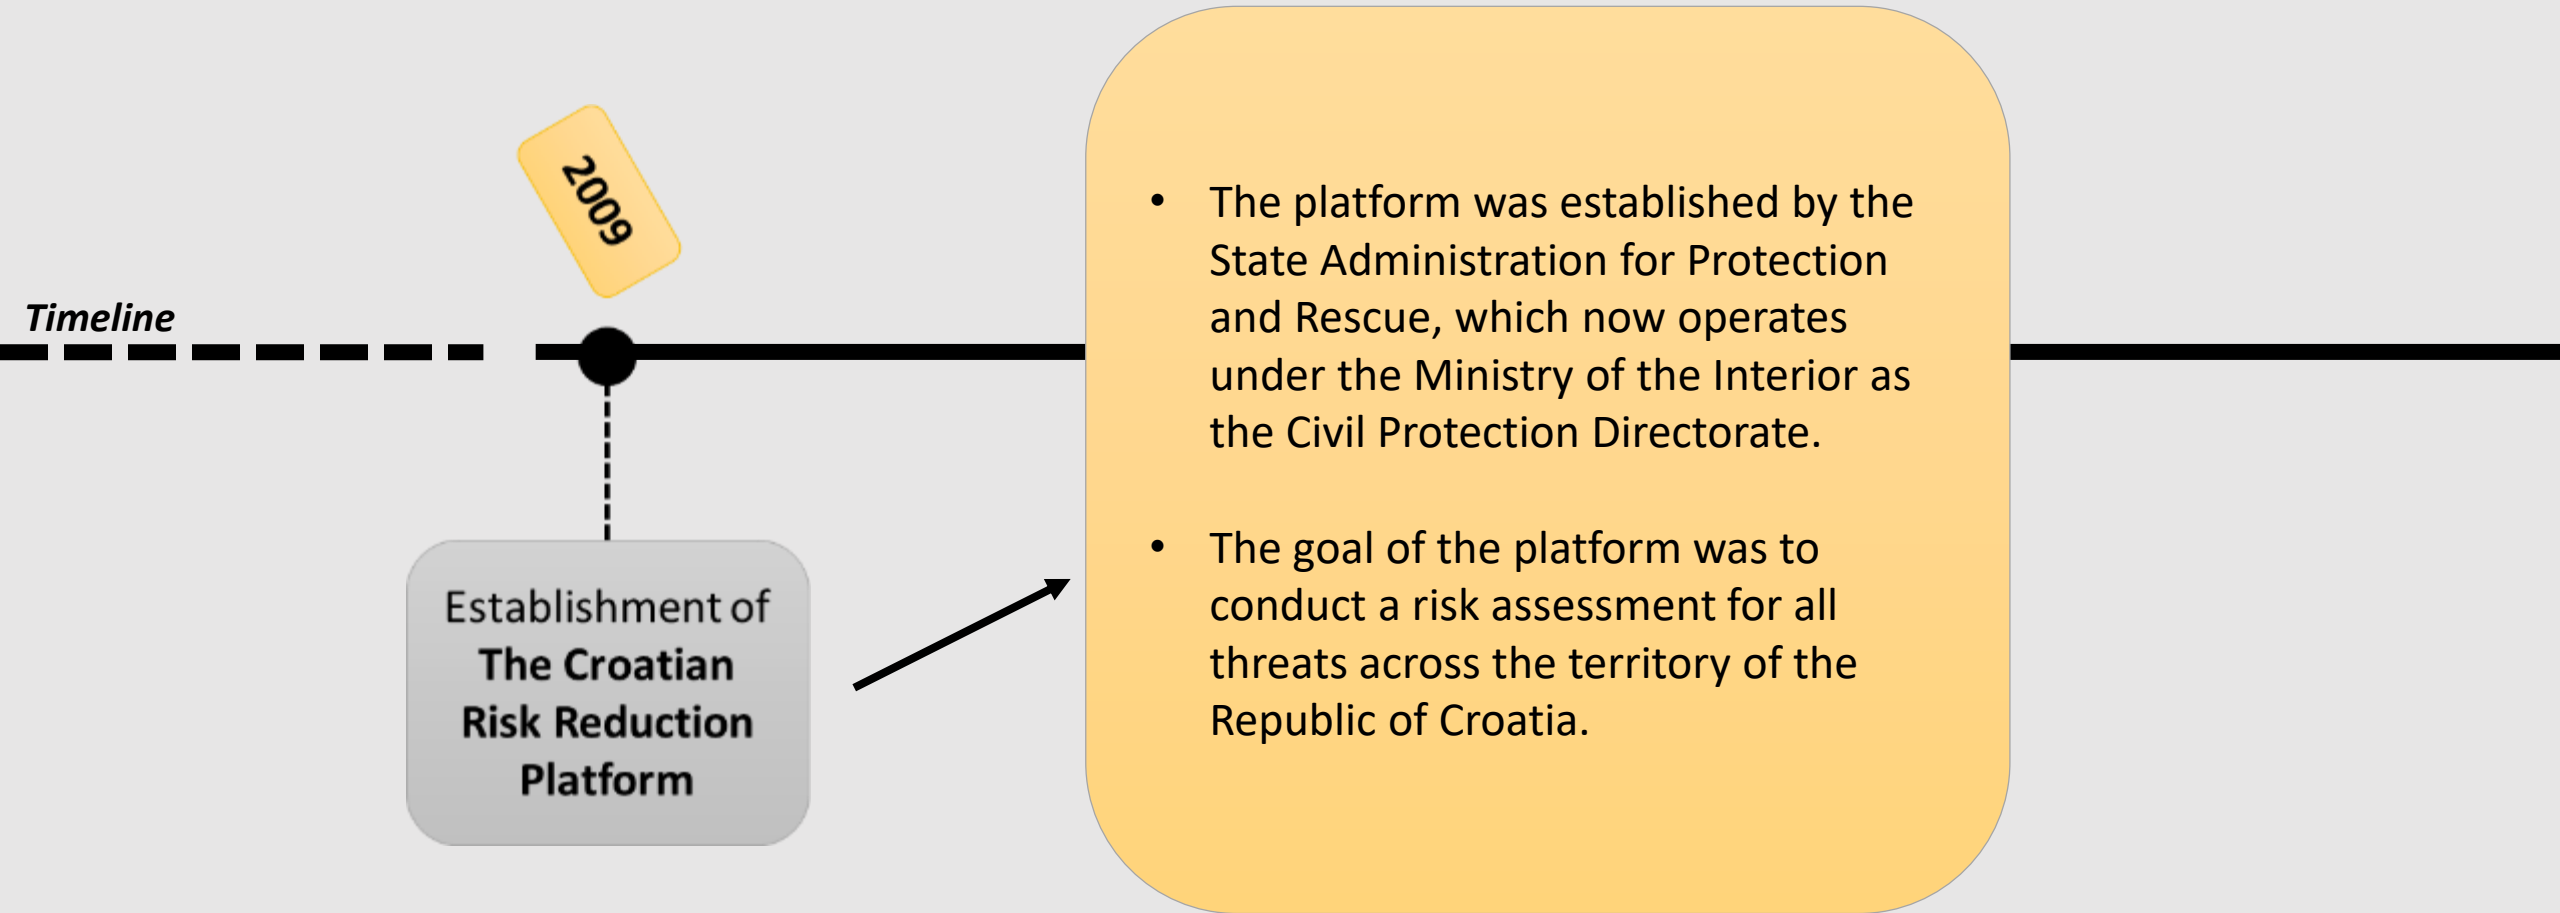 2009
Timeline
Establishment of
The Croatian
Risk Reduction
Platform
• The platform was established by the
State Administration for Protection
and Rescue, which now operates
under the Ministry of the Interior as
the Civil Protection Directorate.
• The goal of the platform was to
conduct a risk assessment for all
threats across the territory of the
Republic of Croatia.